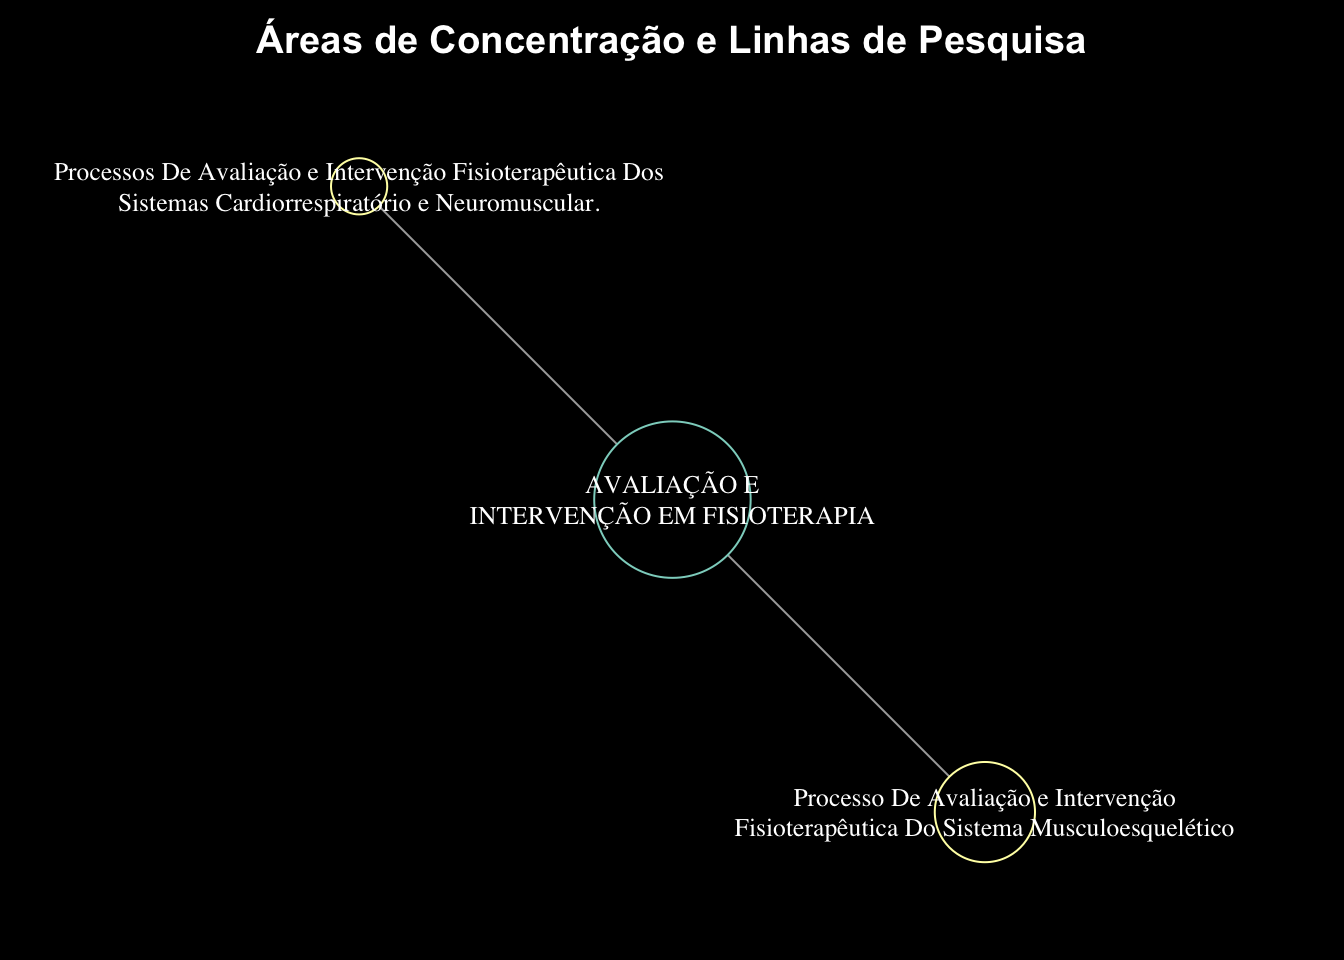 Áreas de Concentração e Linhas de Pesquisa
Processos De Avaliação e Intervenção Fisioterapêutica Dos
Sistemas Cardiorrespiratório e Neuromuscular.
AVALIAÇÃO E
INTERVENÇÃO EM FISIOTERAPIA
Processo De Avaliação e Intervenção
Fisioterapêutica Do Sistema Musculoesquelético